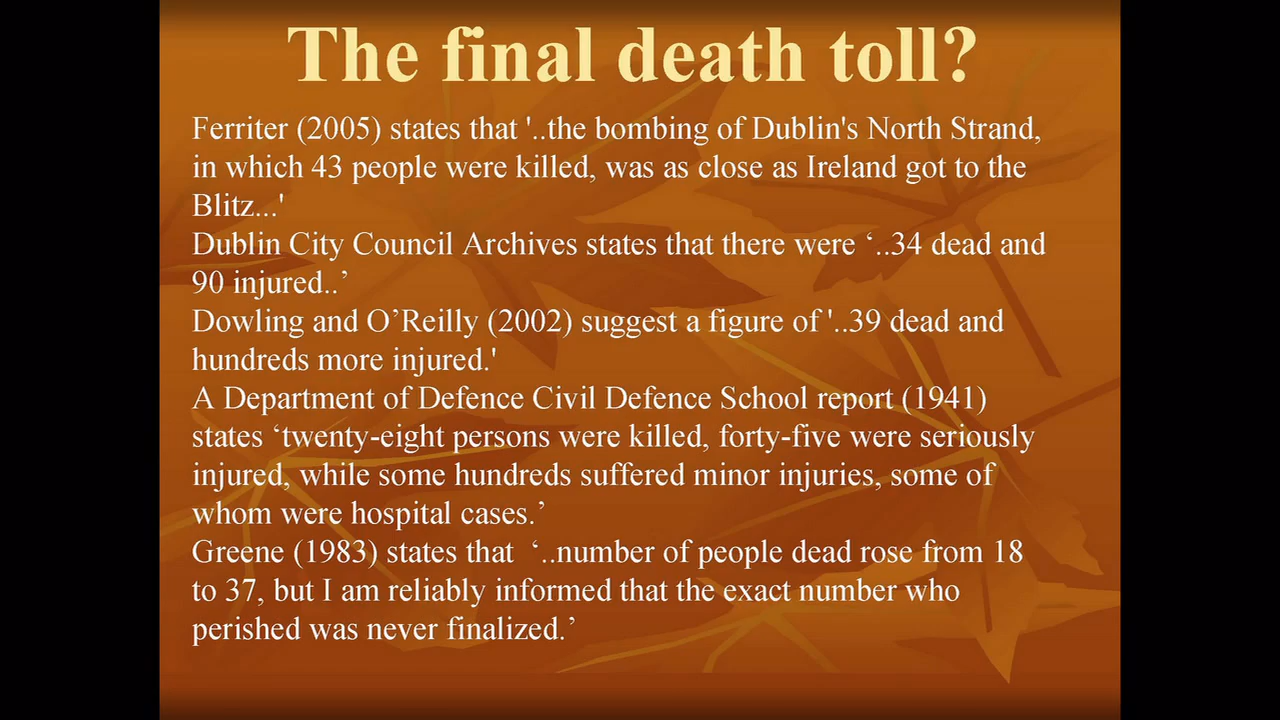 The final death toll?
Ferriter (2005) states that '..the bombing of Dublin's North Strand,
in which 43 people were killed, was as close as Ireland got to the
Blitz...'
Dublin City Council Archives states that there were ‘..34 dead and
90 injured..’
Dowling and O’Reilly (2002) suggest a figure of '..39 dead and
hundreds more injured.'
A Department of Defence Civil Defence School report (1941)
states ‘twenty-eight persons were killed, forty-five were seriously
injured, while some hundreds suffered minor injuries, some of
whom were hospital cases.’
Greene (1983) states that ‘..number of people dead rose from 18
to 37, but I am reliably informed that the exact number who
perished was never finalized.’